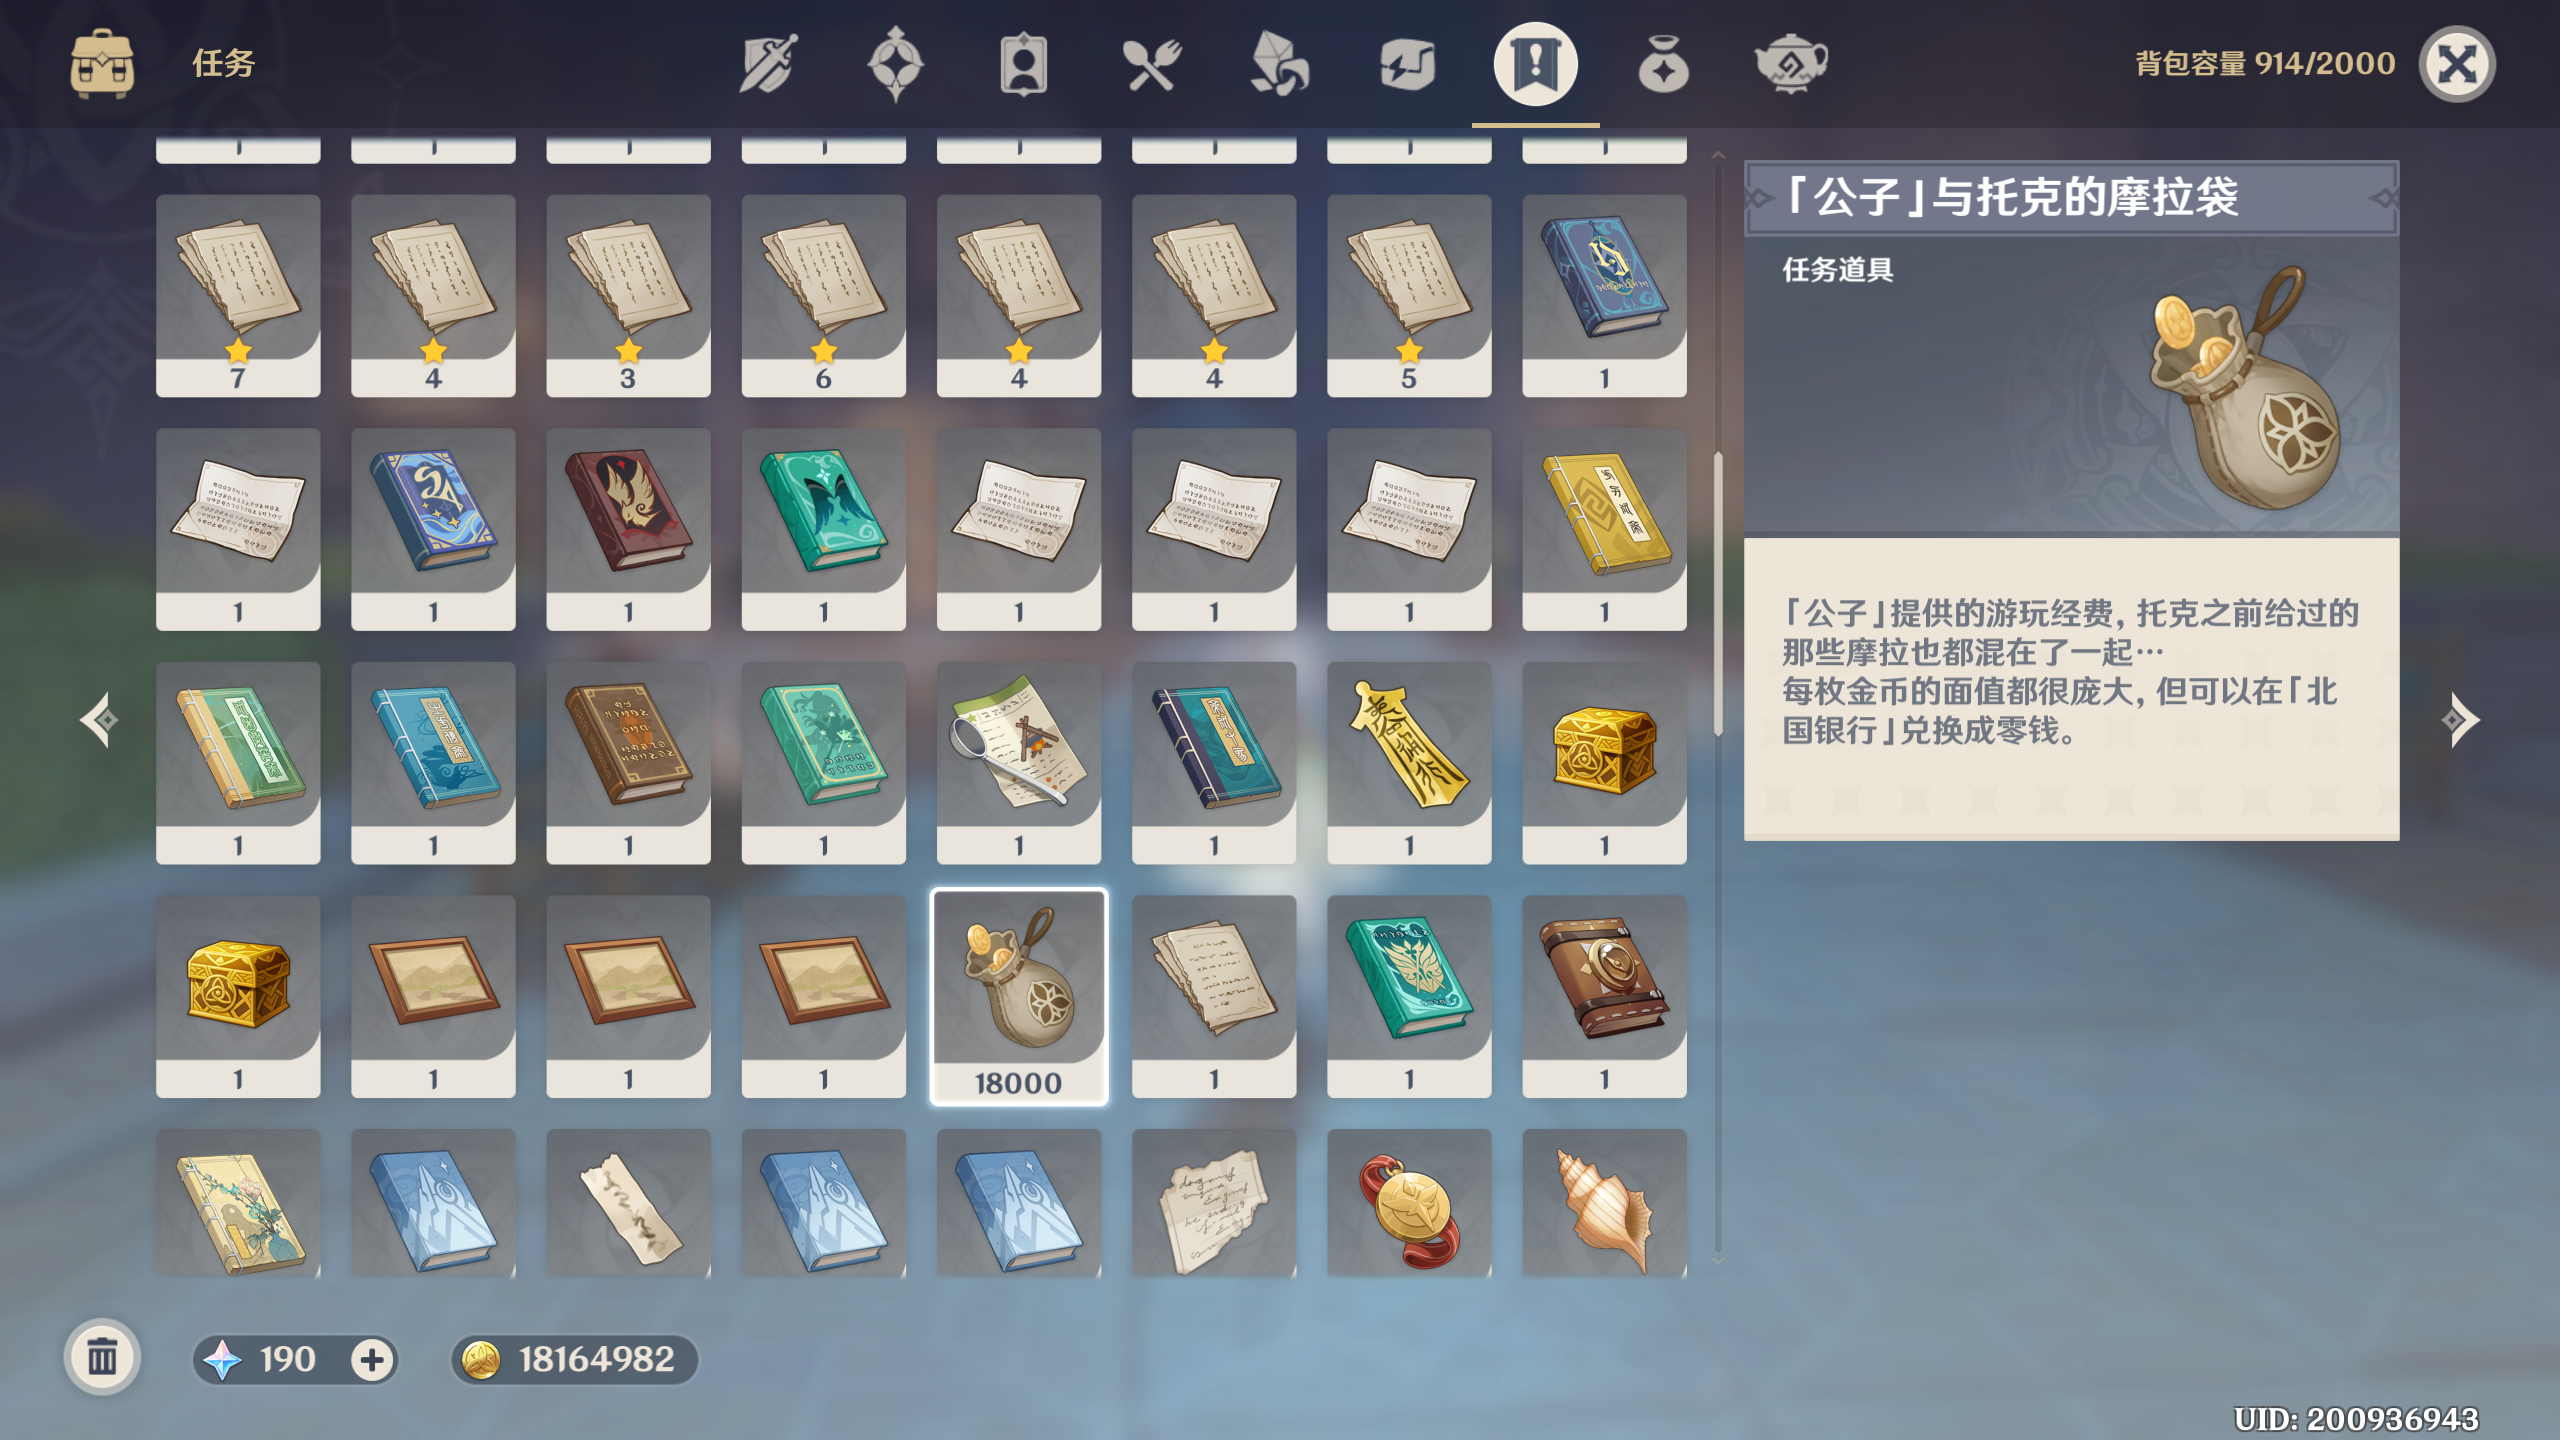 任务
背包容量 914/2000
「公子」与托克的摩拉袋
任务道具
「公子」提供的游玩经费，托克之前给过的
那些摩拉也都混在了一起…
每枚金币的面值都很庞大，但可以在「北
国银行」兑换成零钱。
7 4 3 6 4 4 5 1
1 1 1 1 1 1 1 1
1 1 1 1 1 1 1 1
1 1 1 1 18000 1 1 1
190
18164982
UID: 200936943